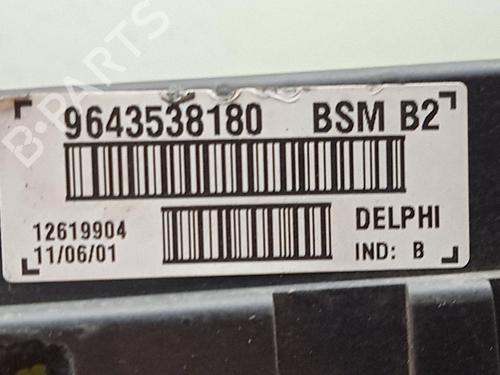 B-PARTS
9643538180 BSM B2
12619904 DELPHI
11/06/01 IND: B